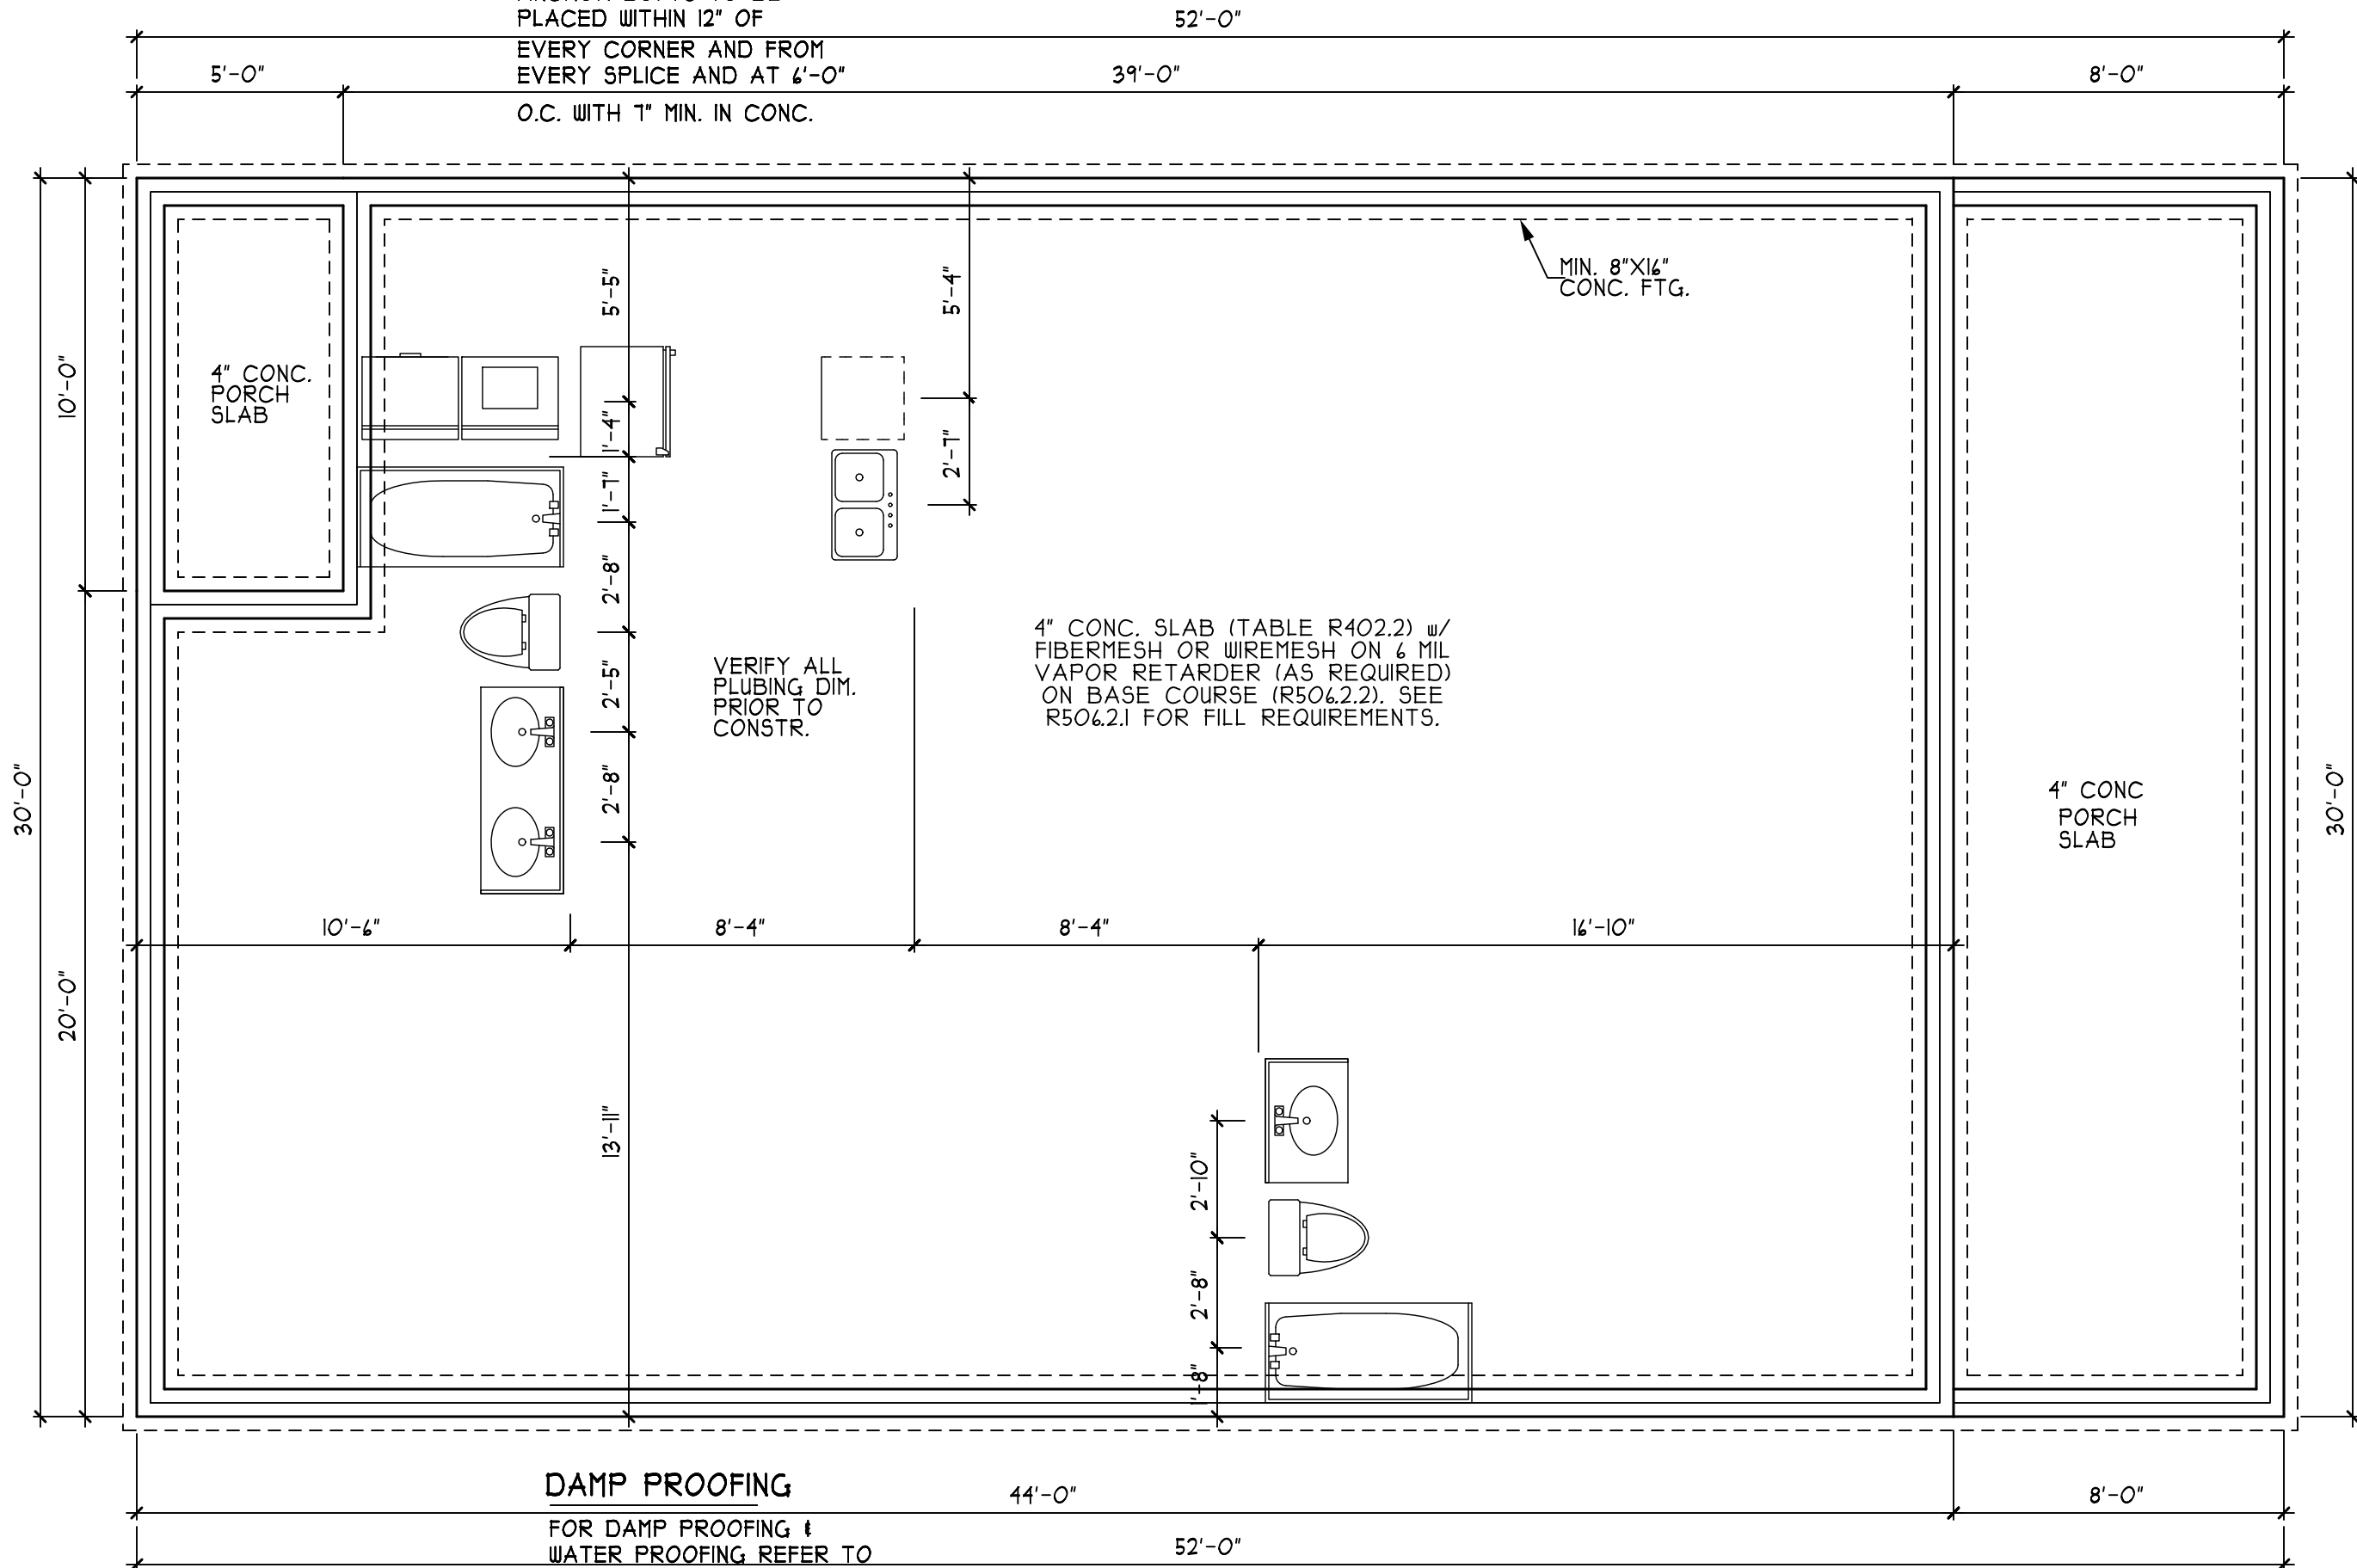 PLACED WITHIN 12" OF
52'-0"
EVERY CORNER AND FROM
EVERY SPLICE AND AT 6'-0"
5'-0"
39'-0"
8'-0"
O.C. WITH 7" MIN. IN CONC.
MIN. 8"X16"
CONC. FTG.
5'-5"
5'-4"
10'-0"
4" CONC.
PORCH
SLAB
1'-4"
2'-7"
1'-7"
2'-8"
4" CONC. SLAB (TABLE R402.2) w/
FIBERMESH OR WIREMESH ON 6 MIL
VAPOR RETARDER (AS REQUIRED)
ON BASE COURSE (R506.2.2). SEE
R506.2.1 FOR FILL REQUIREMENTS.
2'-5"
VERIFY ALL
PLUBING DIM.
PRIOR TO
CONSTR.
2'-8"
30'-0"
4" CONC
PORCH
SLAB
30'-0"
10'-6"
8'-4"
8'-4"
16'-10"
20'-0"
13'-11"
2'-10"
2'-8"
1'-8"
DAMP PROOFING
44'-0"
8'-0"
FOR DAMP PROOFING &
WATER PROOFING REFER TO
52'-0"